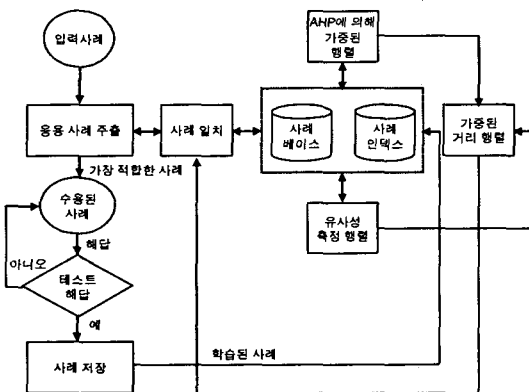 입력사례
AHP에 의해
가중된
행렬
응용 사례 추출
사례 일치
사례
베이스
사례
인덱스
가중된
거리 행렬
가장 적합한 사례
수용된
사례
유사성
측정 행렬
해답
아니오
테스트
해답
예
사례 저장
학습된 사례